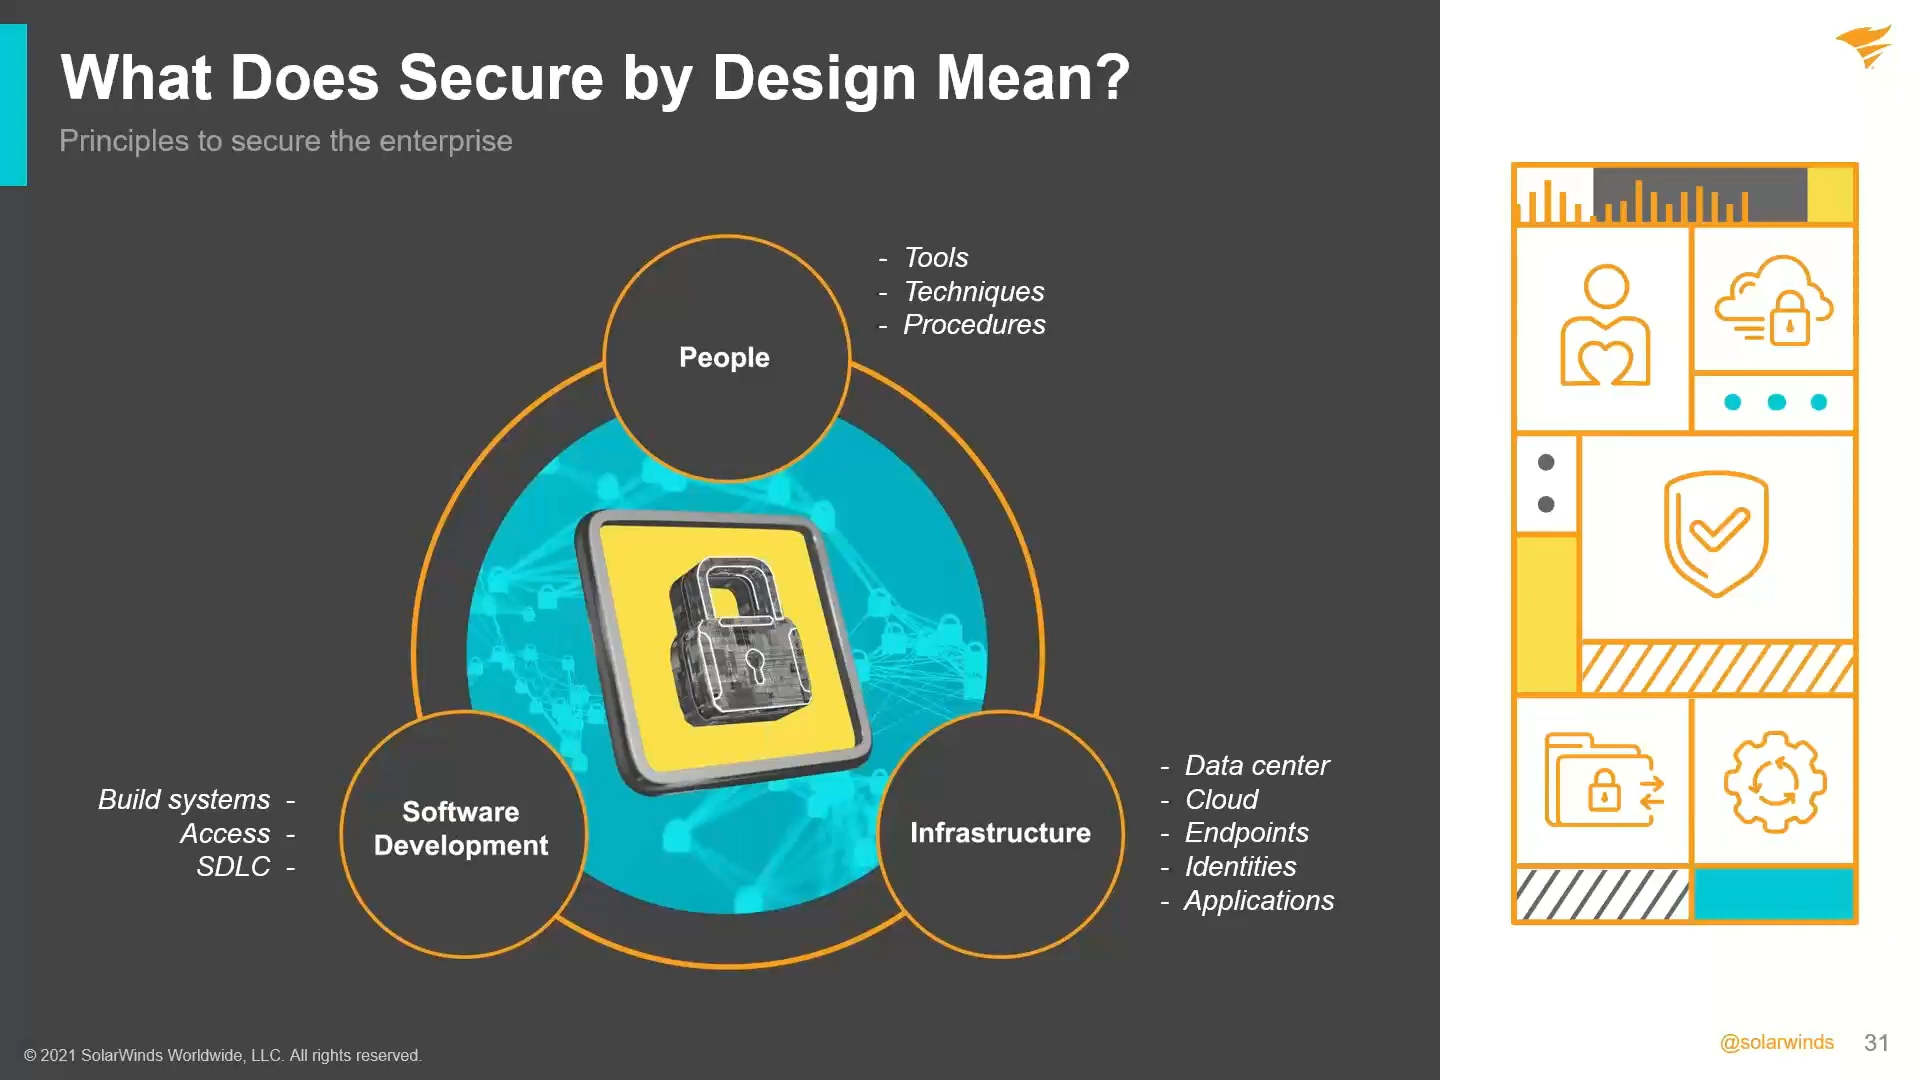 What Does Secure by Design Mean?
Principles to secure the enterprise
People
- Tools
- Techniques
- Procedures
Build systems -
Access -
SDLC -
Software
Development
Infrastructure
- Data center
- Cloud
- Endpoints
- Identities
- Applications
© 2021 SolarWinds Worldwide, LLC. All rights reserved.
@solarwinds 31